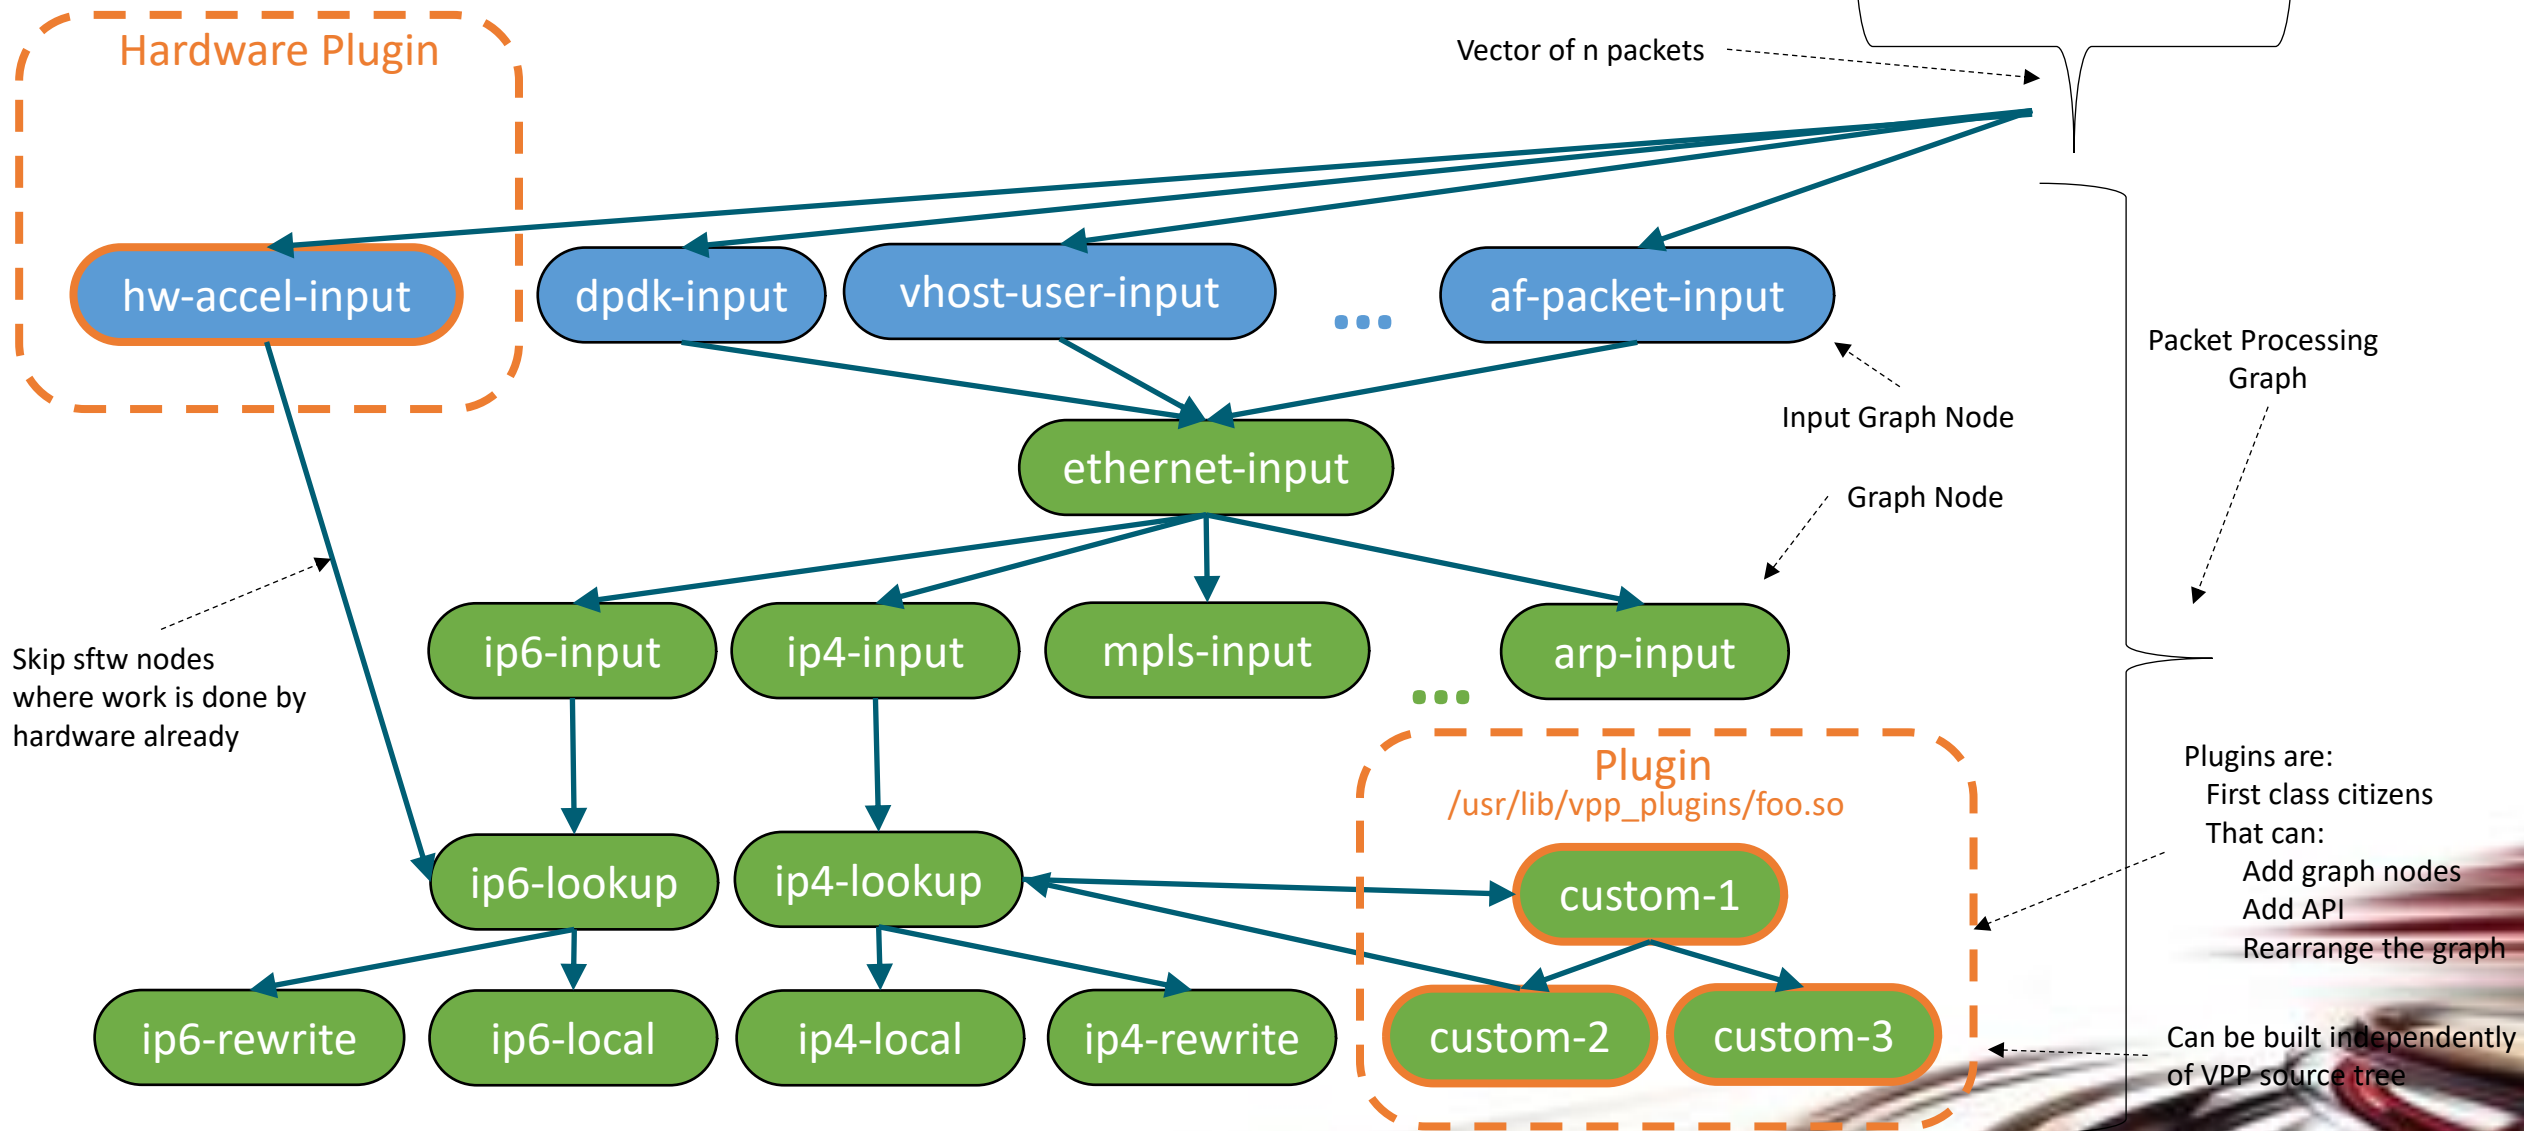 Hardware Plugin
Vector of n packets
hw-accel-input
dpdk-input
vhost-user-input
...
af-packet-input
Packet Processing
Graph
Input Graph Node
ethernet-input
Graph Node
Skip sftw nodes
where work is done by
hardware already
ip6-input
ip4-input
mpls-input
...
arp-input
Plugin
/usr/lib/vpp_plugins/foo.so
Plugins are:
First class citizens
That can:
Add graph nodes
Add API
Rearrange the graph
ip6-lookup
ip4-lookup
custom-1
ip6-rewrite
ip6-local
ip4-local
ip4-rewrite
custom-2
custom-3
Can be built independently
of VPP source tree